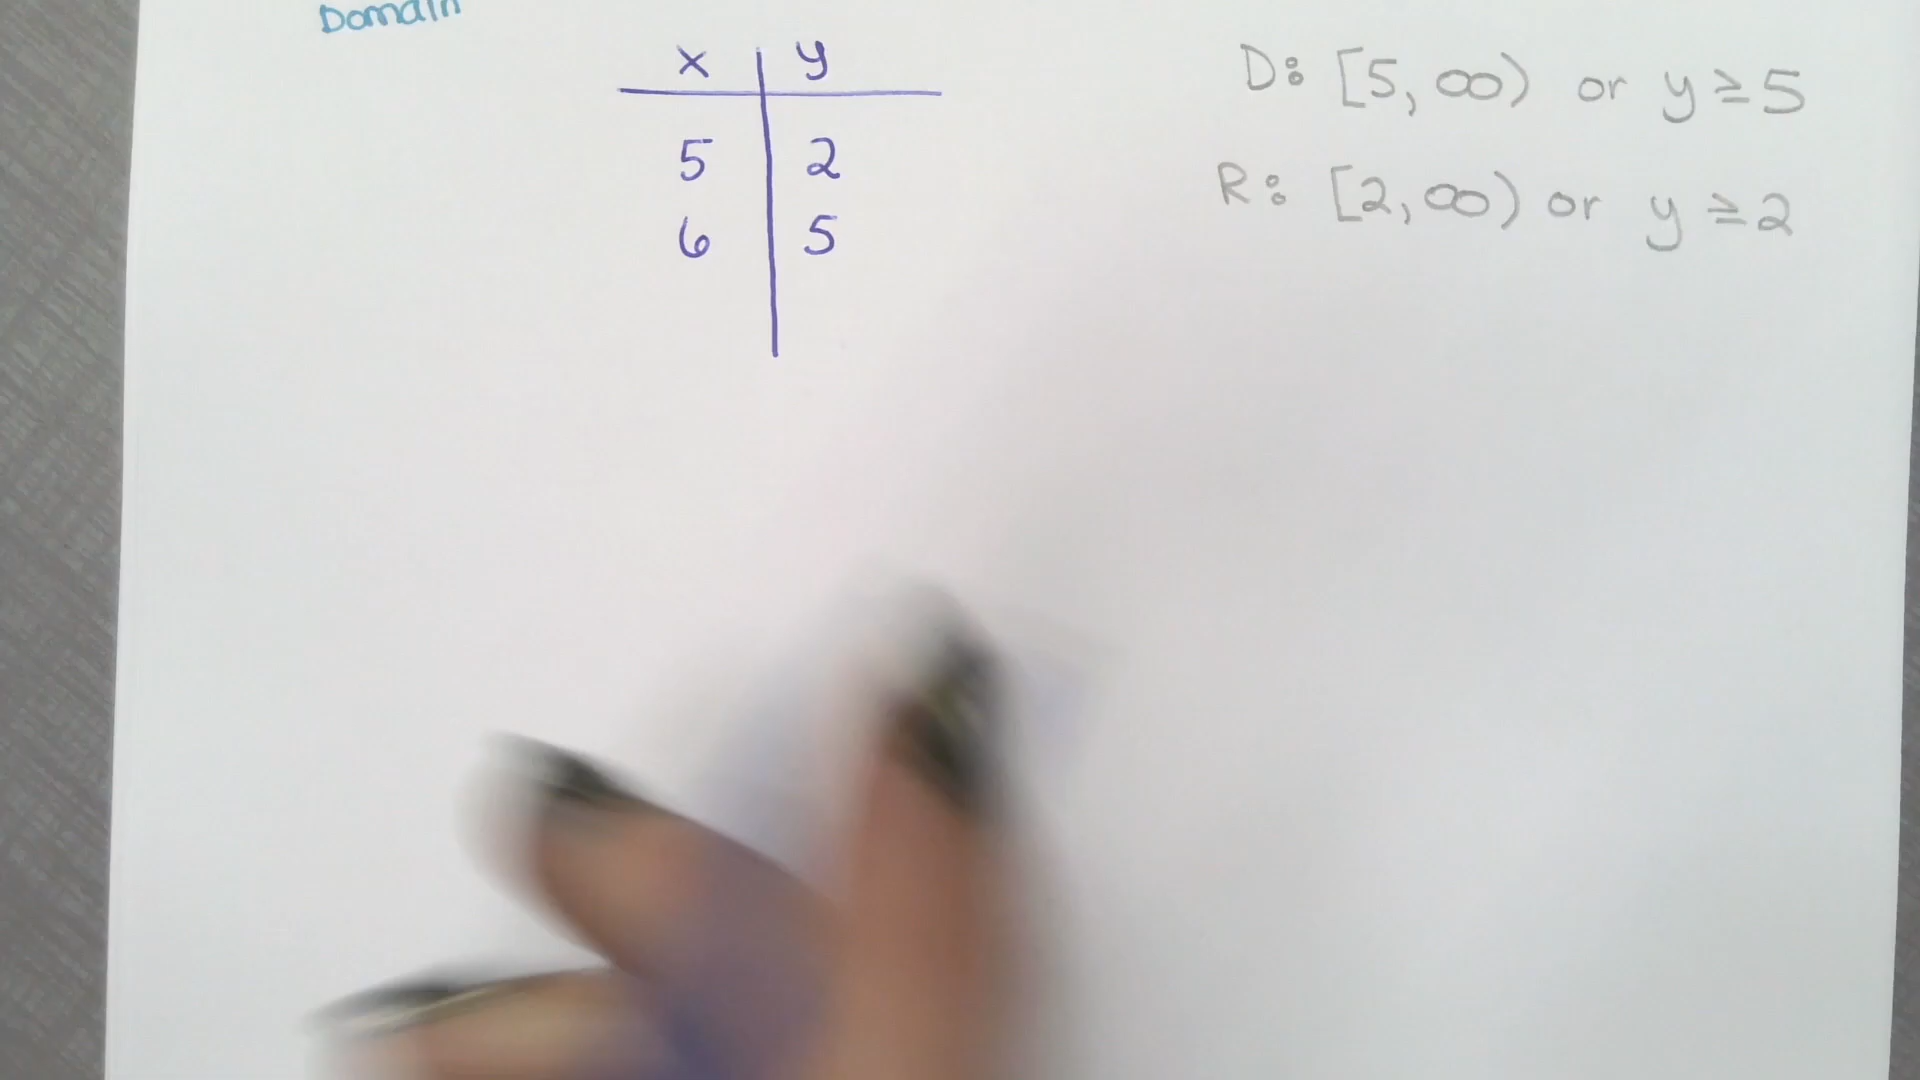 Domain
x y
5 2
6 5
D: [5, ∞) or y ≥ 5
R: [2, ∞) or y ≥ 2